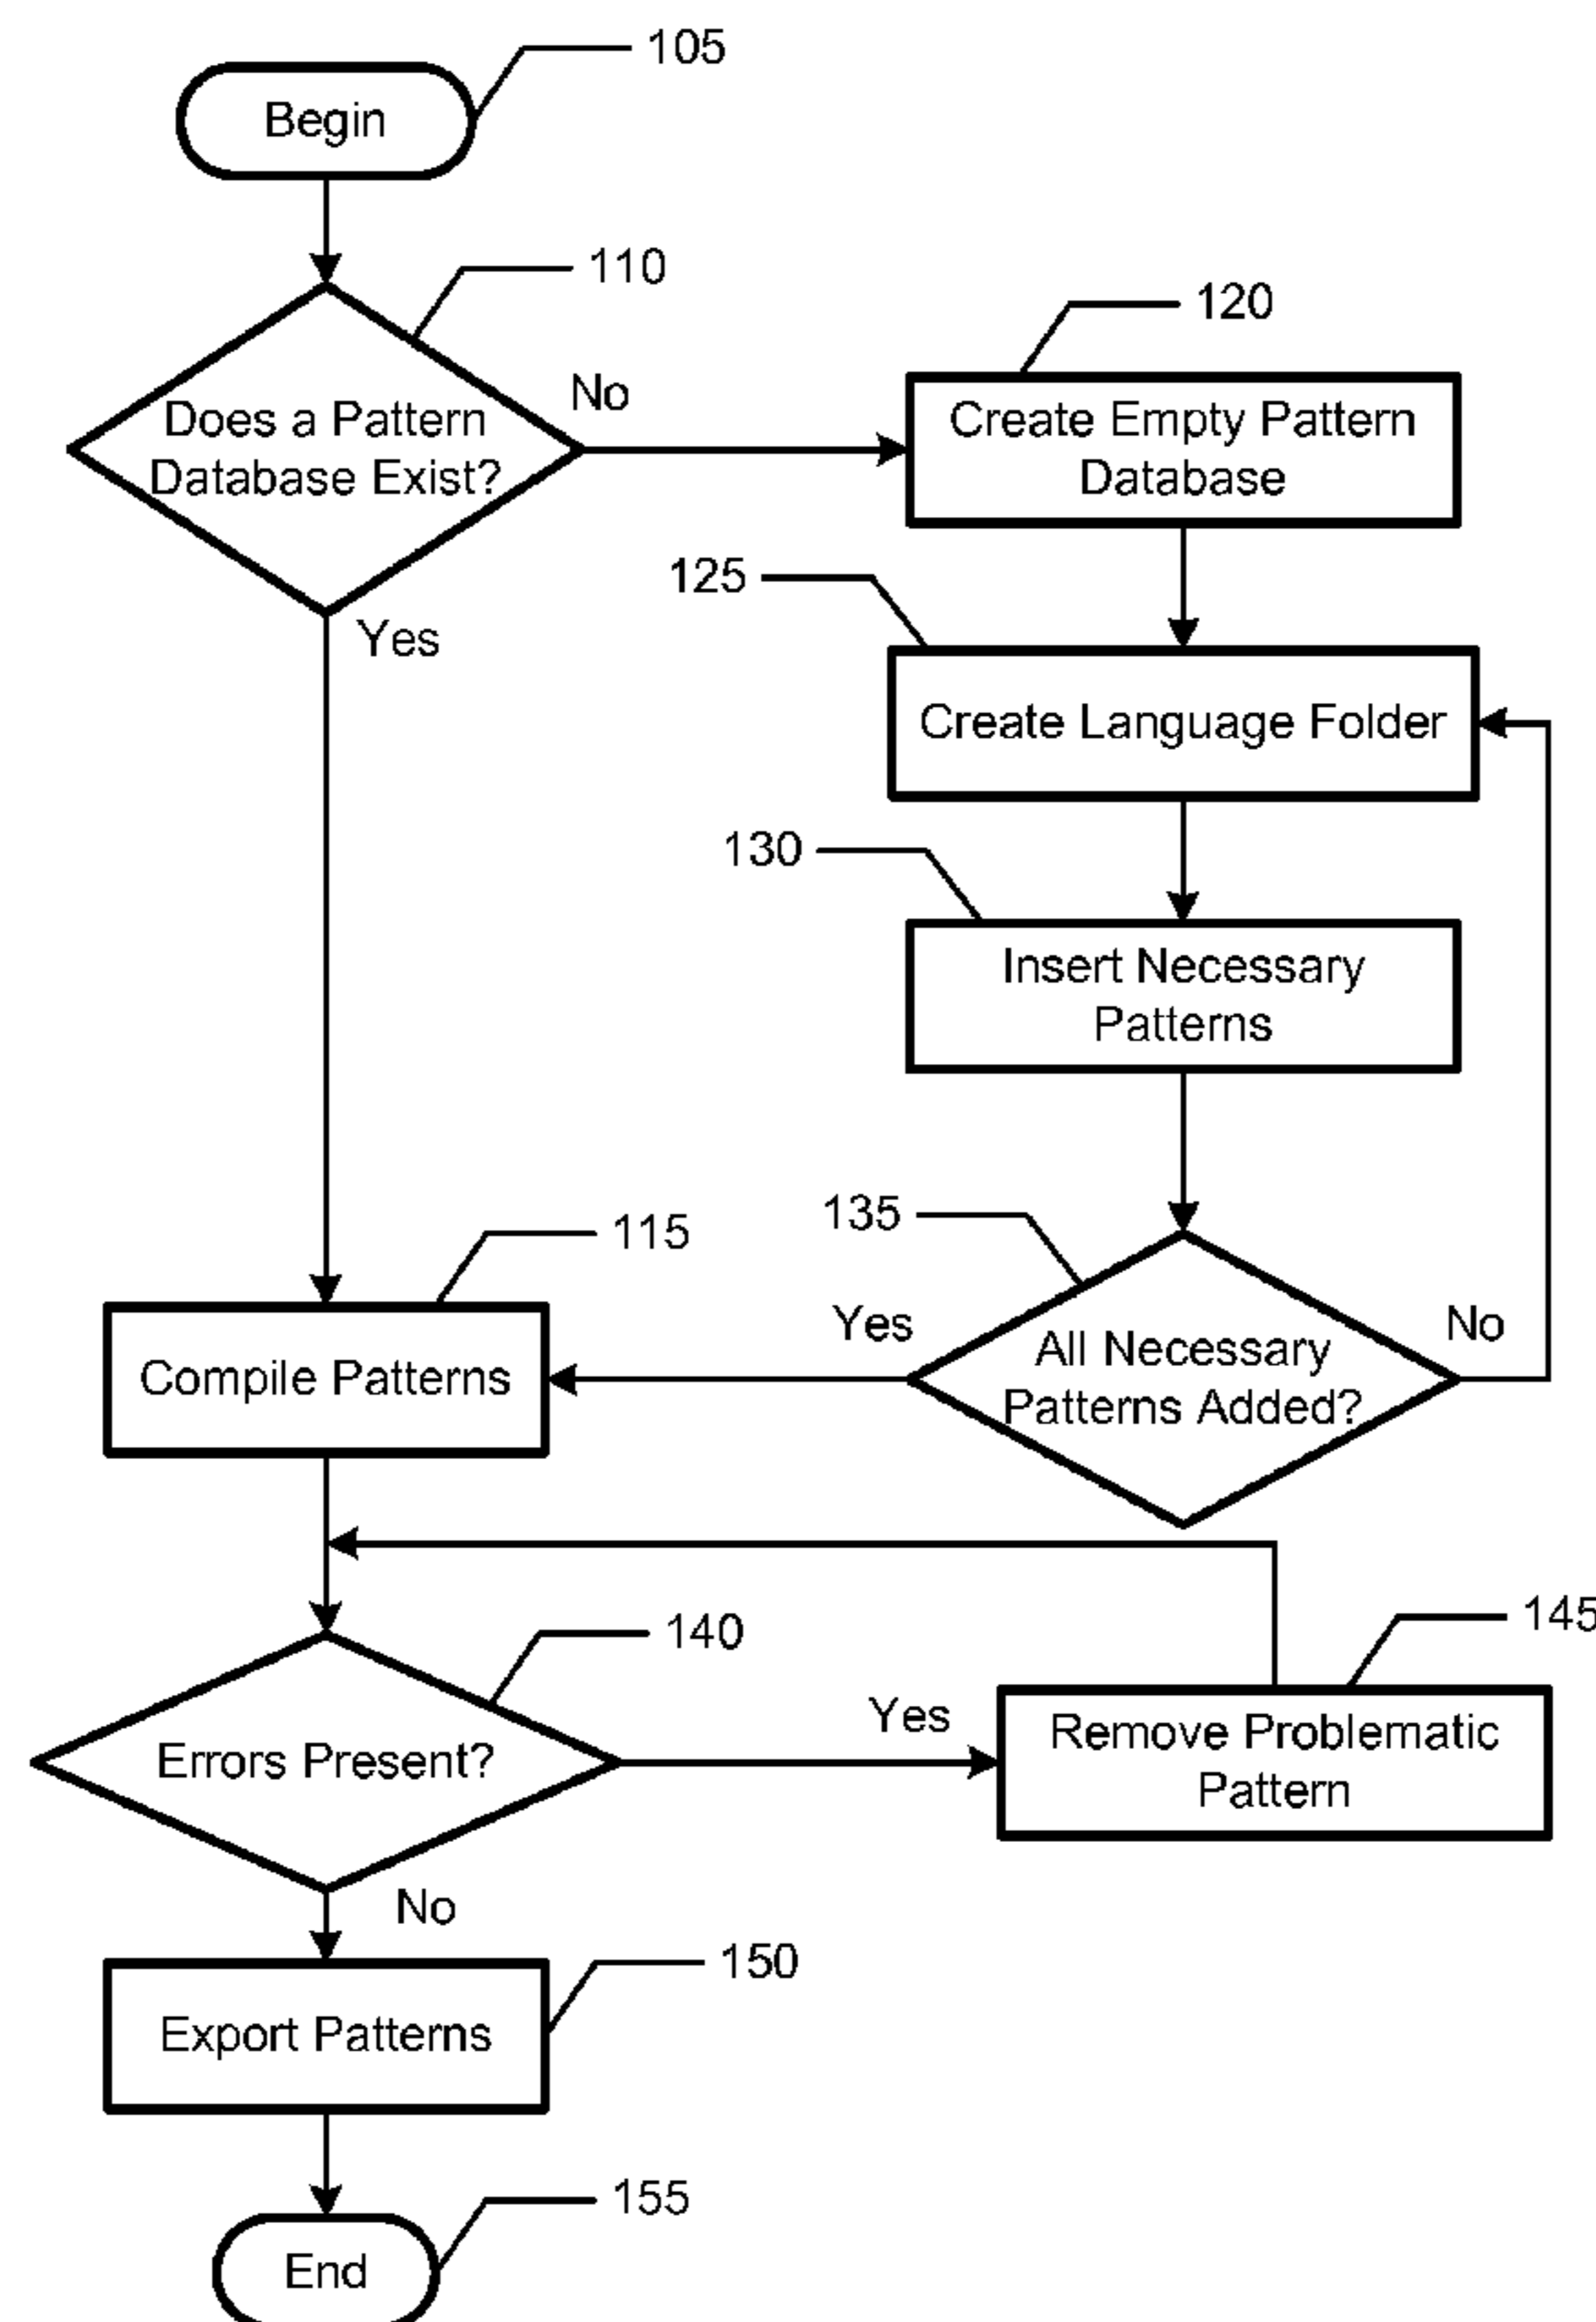 105
Begin
110
Does a Pattern
Database Exist?
No
Yes
120
Create Empty Pattern
Database
125
Create Language Folder
130
Insert Necessary
Patterns
135
All Necessary
Patterns Added?
Yes
No
115
Compile Patterns
140
Errors Present?
Yes
No
145
Remove Problematic
Pattern
150
Export Patterns
155
End